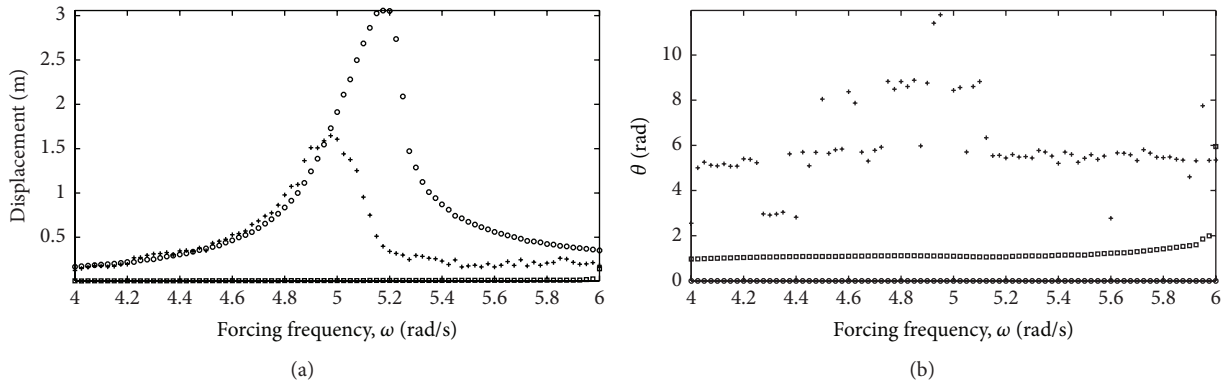 3
2.5
2
1.5
1
0.5
Displacement (m)
4 4.2 4.4 4.6 4.8 5 5.2 5.4 5.6 5.8 6
Forcing frequency, ω (rad/s)
(a)
10
8
6
4
2
0
θ (rad)
4 4.2 4.4 4.6 4.8 5 5.2 5.4 5.6 5.8 6
Forcing frequency, ω (rad/s)
(b)